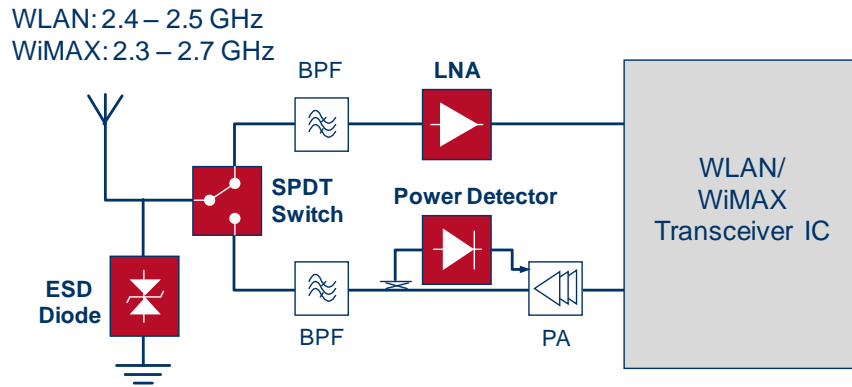 WLAN: 2.4 – 2.5 GHz
WiMAX: 2.3 – 2.7 GHz
BPF
LNA
SPDT
Switch
Power Detector
WLAN/
WiMAX
Transceiver IC
ESD
Diode
BPF
PA